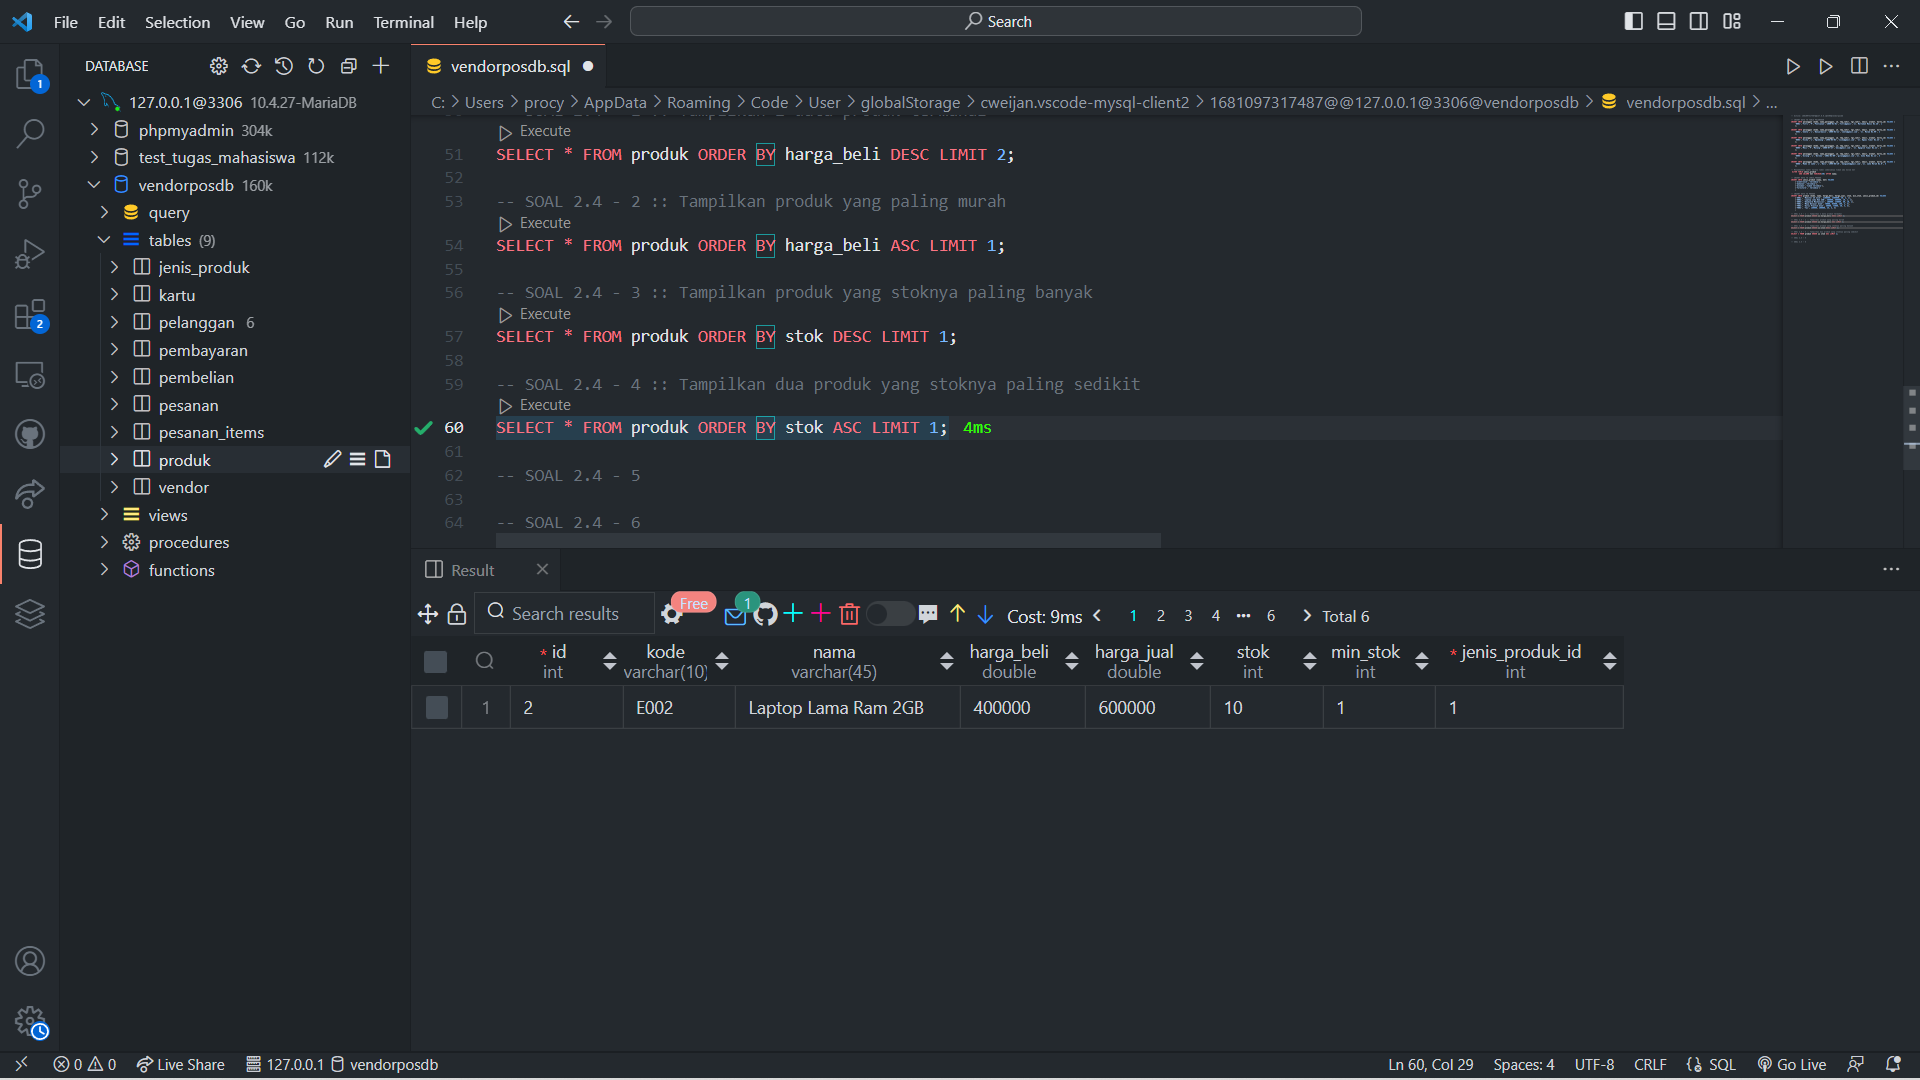 File Edit Selection View Go Run Terminal Help Search
DATABASE
vendorposdb.sql
127.0.0.1@3306 10.4.27-MariaDB
phpmyadmin 304k
test_tugas_mahasiswa 112k
vendorposdb 160k
query
tables (9)
jenis_produk
kartu
pelanggan 6
pembayaran
pembelian
pesanan
pesanan_items
produk
vendor
views
procedures
functions
1
2
C: > Users > procy > AppData > Roaming > Code > User > globalStorage > cweijan.vscode-mysql-client2 > 1681097317487@@127.0.0.1@3306@vendorposdb > vendorposdb.sql > ...
Execute
51 SELECT * FROM produk ORDER BY harga_beli DESC LIMIT 2;
52
53 -- SOAL 2.4 - 2 :: Tampilkan produk yang paling murah
Execute
54 SELECT * FROM produk ORDER BY harga_beli ASC LIMIT 1;
55
56 -- SOAL 2.4 - 3 :: Tampilkan produk yang stoknya paling banyak
Execute
57 SELECT * FROM produk ORDER BY stok DESC LIMIT 1;
58
59 -- SOAL 2.4 - 4 :: Tampilkan dua produk yang stoknya paling sedikit
Execute
60 SELECT * FROM produk ORDER BY stok ASC LIMIT 1; 4ms
61
62 -- SOAL 2.4 - 5
63
64 -- SOAL 2.4 - 6
Result
Search results Free 1 Cost: 9ms < 1 2 3 4 ••• 6 > Total 6
* id kode nama harga_beli harga_jual stok min_stok * jenis_produk_id
int varchar(10) varchar(45) double double int int int
1 2 E002 Laptop Lama Ram 2GB 400000 600000 10 1 1
0 0 Live Share 127.0.0.1 vendorposdb Ln 60, Col 29 Spaces: 4 UTF-8 CRLF SQL Go Live